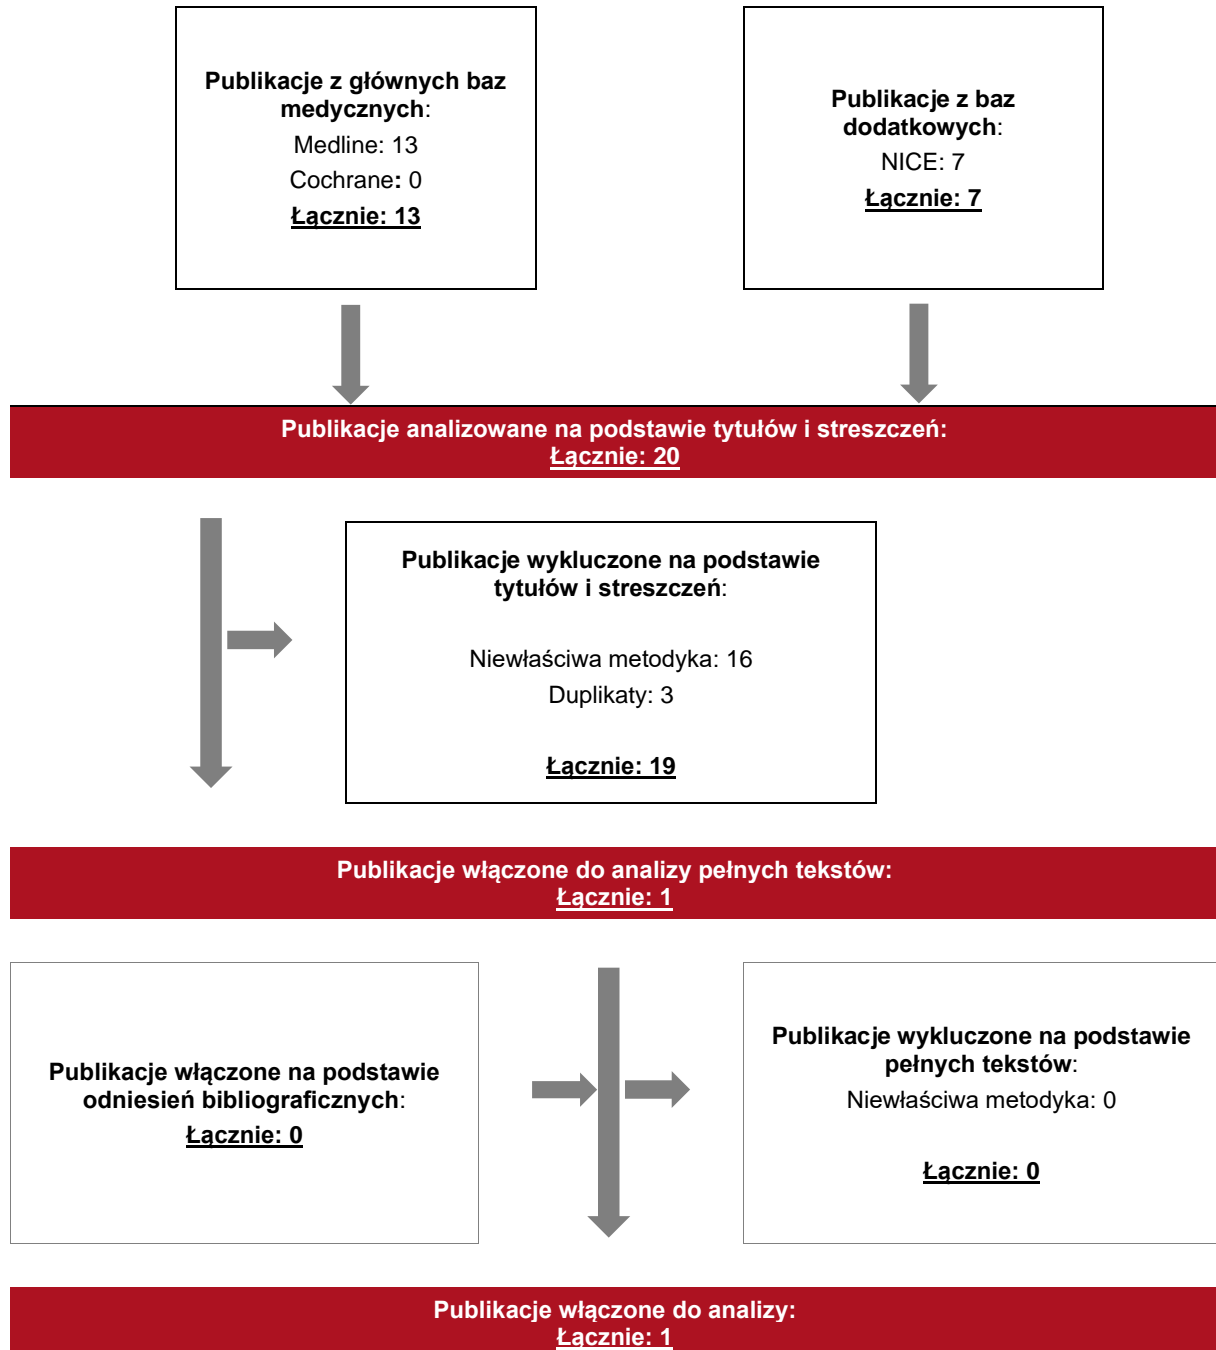 Publikacje z głównych baz
medycznych:
Medline: 13
Cochrane: 0
Łącznie: 13
Publikacje z baz
dodatkowych:
NICE: 7
Łącznie: 7
Publikacje analizowane na podstawie tytułów i streszczeń:
Łącznie: 20
Publikacje wykluczone na podstawie
tytułów i streszczeń:
Niewłaściwa metodyka: 16
Duplikaty: 3
Łącznie: 19
Publikacje włączone do analizy pełnych tekstów:
Łącznie: 1
Publikacje włączone na podstawie
odniesień bibliograficznych:
Łącznie: 0
Publikacje wykluczone na podstawie
pełnych tekstów:
Niewłaściwa metodyka: 0
Łącznie: 0
Publikacje włączone do analizy:
Łącznie: 1